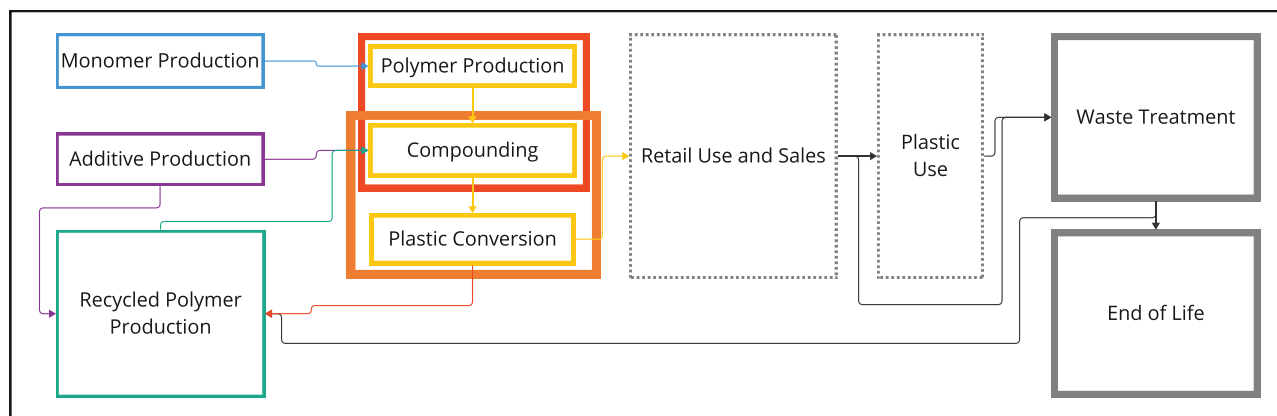 Monomer Production
Polymer Production
Additive Production
Compounding
Plastic Conversion
Recycled Polymer
Production
Retail Use and Sales
Plastic
Use
Waste Treatment
End of Life